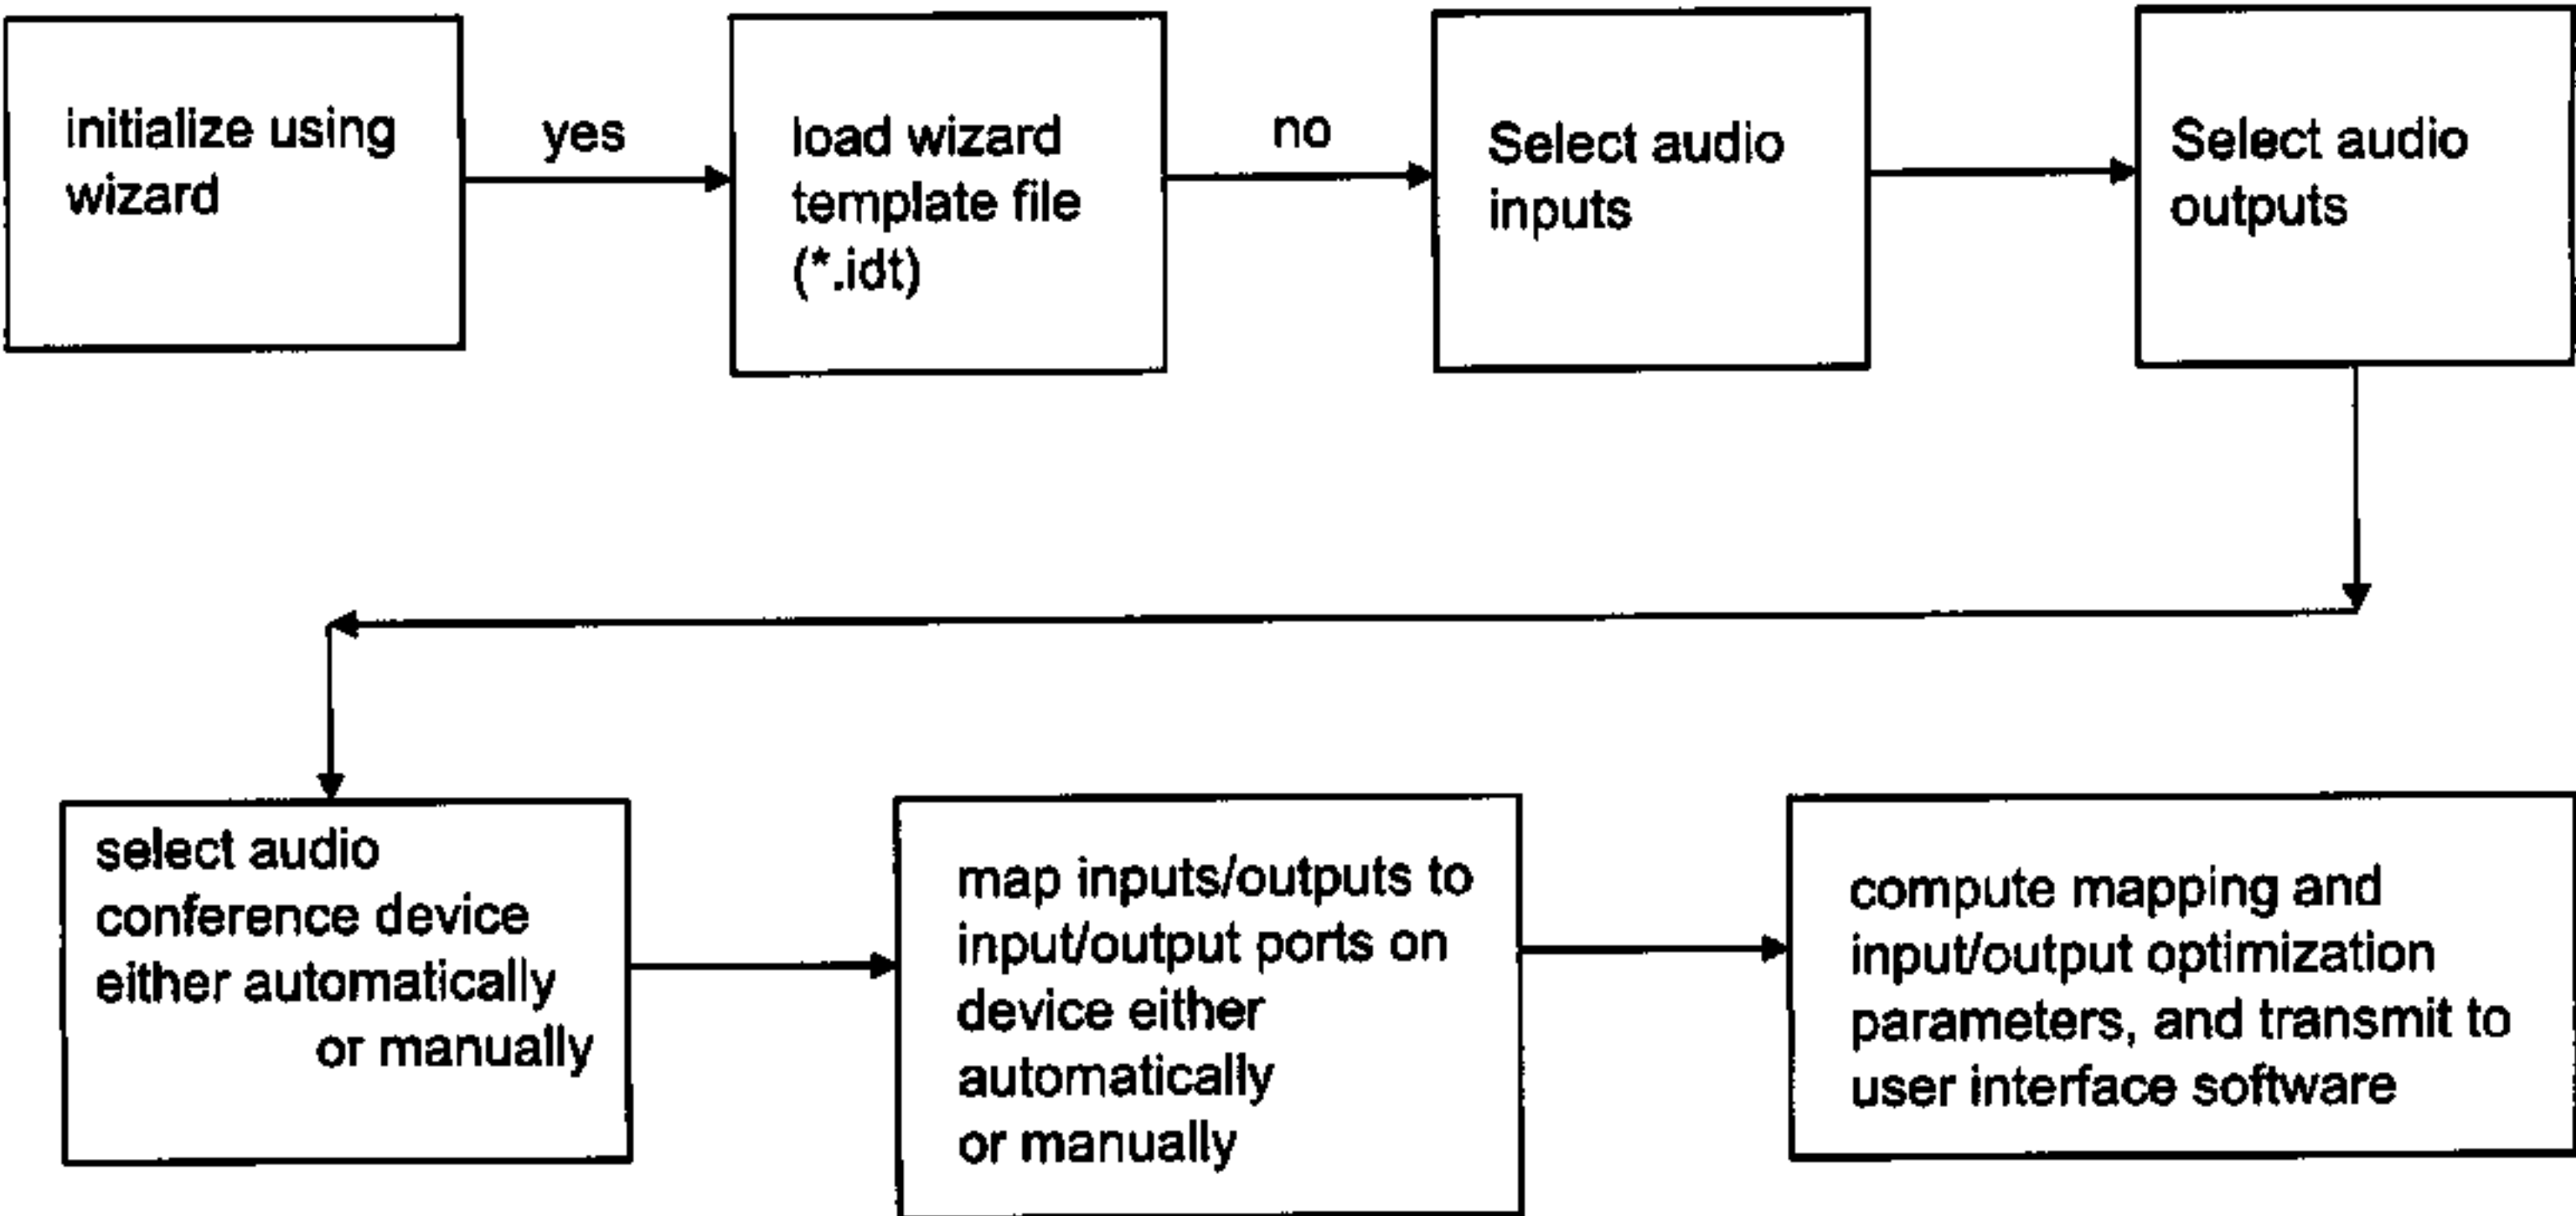 initialize using
wizard
yes
load wizard
template file
(*.idt)
no
Select audio
inputs
Select audio
outputs
select audio
conference device
either automatically
or manually
map inputs/outputs to
input/output ports on
device either
automatically
or manually
compute mapping and
input/output optimization
parameters, and transmit to
user interface software